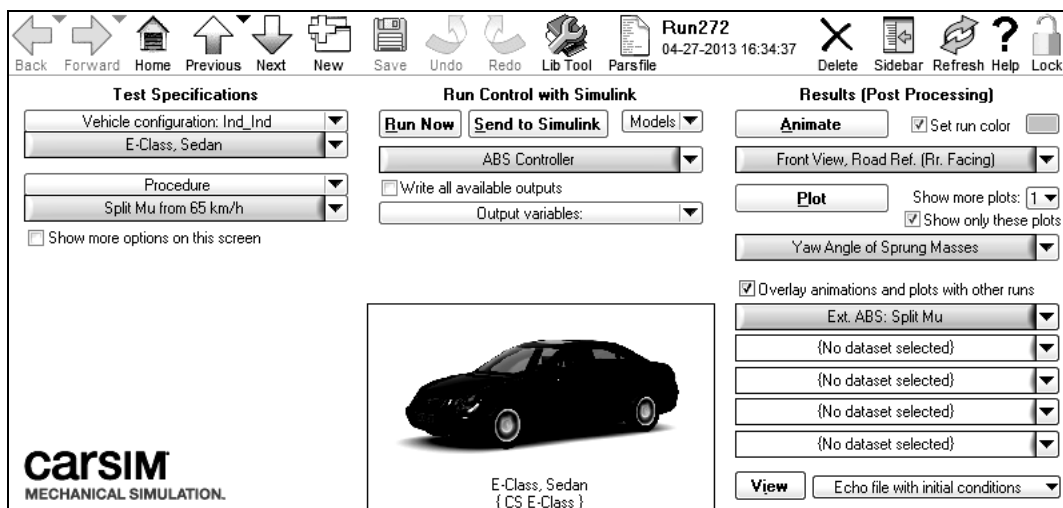 Run272
04-27-2013 16:34:37
Back Forward Home Previous Next New Save Undo Redo Lib Tool Parsfile Delete Sidebar Refresh Help Lock
Test Specifications
Vehicle configuration: Ind_Ind
E-Class, Sedan
Procedure
Split Mu from 65 km/h
Show more options on this screen
Run Control with Simulink
Run Now Send to Simulink Models
ABS Controller
Write all available outputs
Output variables:
E-Class, Sedan
{ CS E-Class }
Results (Post Processing)
Animate Set run color
Front View, Road Ref. (Rr. Facing)
Plot Show more plots: 1
Show only these plots
Yaw Angle of Sprung Masses
Overlay animations and plots with other runs
Ext. ABS: Split Mu
{No dataset selected}
{No dataset selected}
{No dataset selected}
{No dataset selected}
View Echo file with initial conditions
carsim
MECHANICAL SIMULATION.